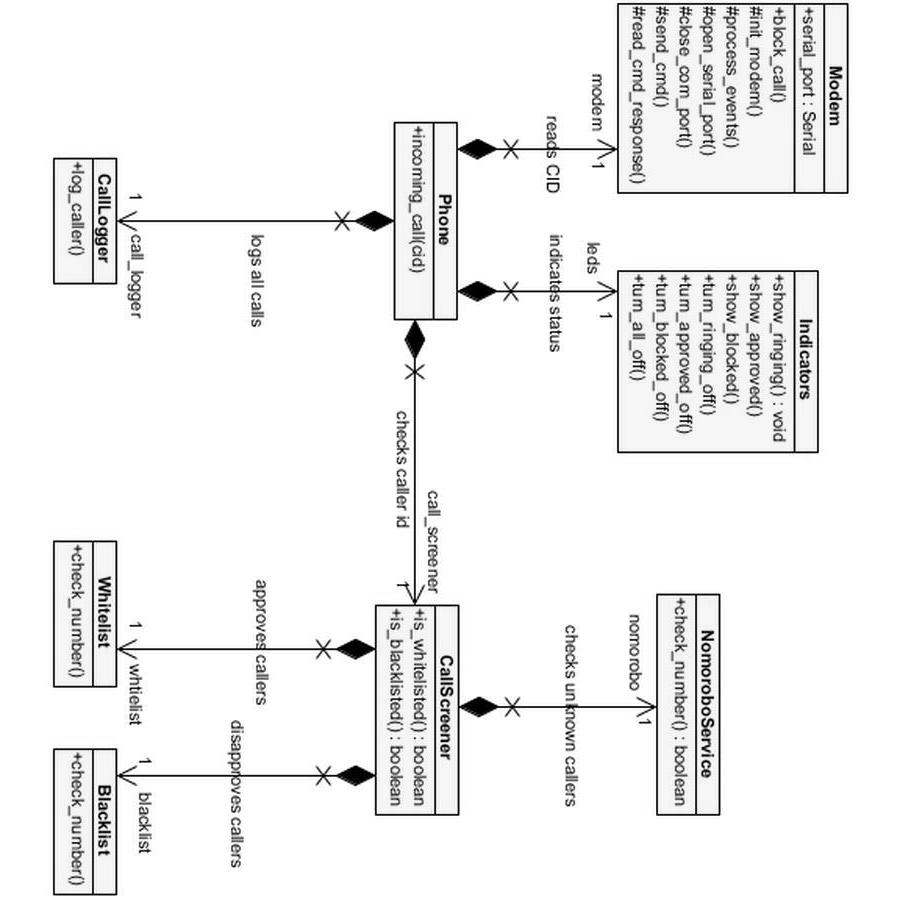 Modem
+serial_port : Serial
+block_call()
#init_modem()
#process_events()
#open_serial_port()
#close_com_port()
#send_cmd()
#read_cmd_response()
Indicators
+show_ringing() : void
+show_approved()
+show_blocked()
+turn_ringing_off()
+turn_approved_off()
+turn_blocked_off()
+turn_all_off()
NomoroboService
+check_number() : boolean
modem
1
reads CID
leds
1
indicates status
nomorobo
1
checks unknown callers
Phone
+incoming_call(cid)
call_screener
1
checks caller id
CallScreener
+is_whitelisted() : boolean
+is_blacklisted() : boolean
logs all calls
approves callers
disapproves callers
1
call_logger
1
whtielist
1
blacklist
CallLogger
+log_caller()
Whitelist
+check_number()
Blacklist
+check_number()